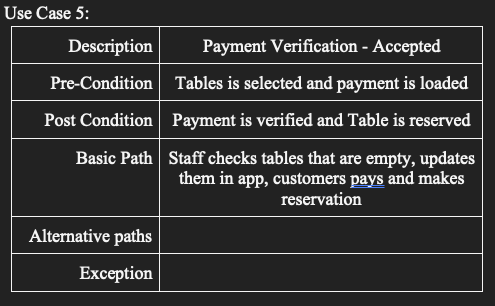 Use Case 5:
Description Payment Verification - Accepted
Pre-Condition Tables is selected and payment is loaded
Post Condition Payment is verified and Table is reserved
Basic Path Staff checks tables that are empty, updates
them in app, customers pays and makes
reservation
Alternative paths
Exception